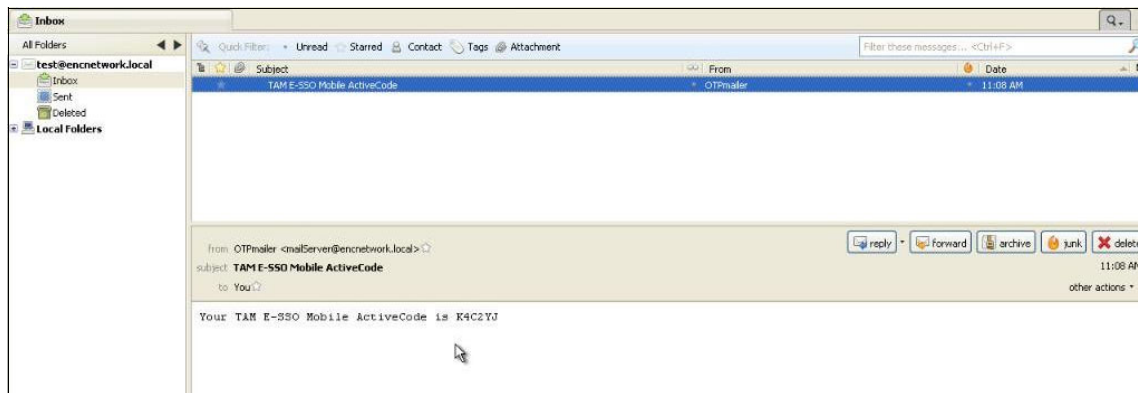 Inbox
All Folders
Quick Filter: Unread Starred Contact Tags Attachment
Filter these messages... <Ctrl+F>
test@encnetwork.local
Subject From Date
Inbox
TAM E-SSO Mobile ActiveCode OTPmailer 11:08 AM
Sent
Deleted
Local Folders
from OTPmailer <mailServer@encnetwork.local>
reply forward archive junk delete
subject TAM E-SSO Mobile ActiveCode
11:08 AM
to You
other actions
Your TAM E-SSO Mobile ActiveCode is K4C2YJ